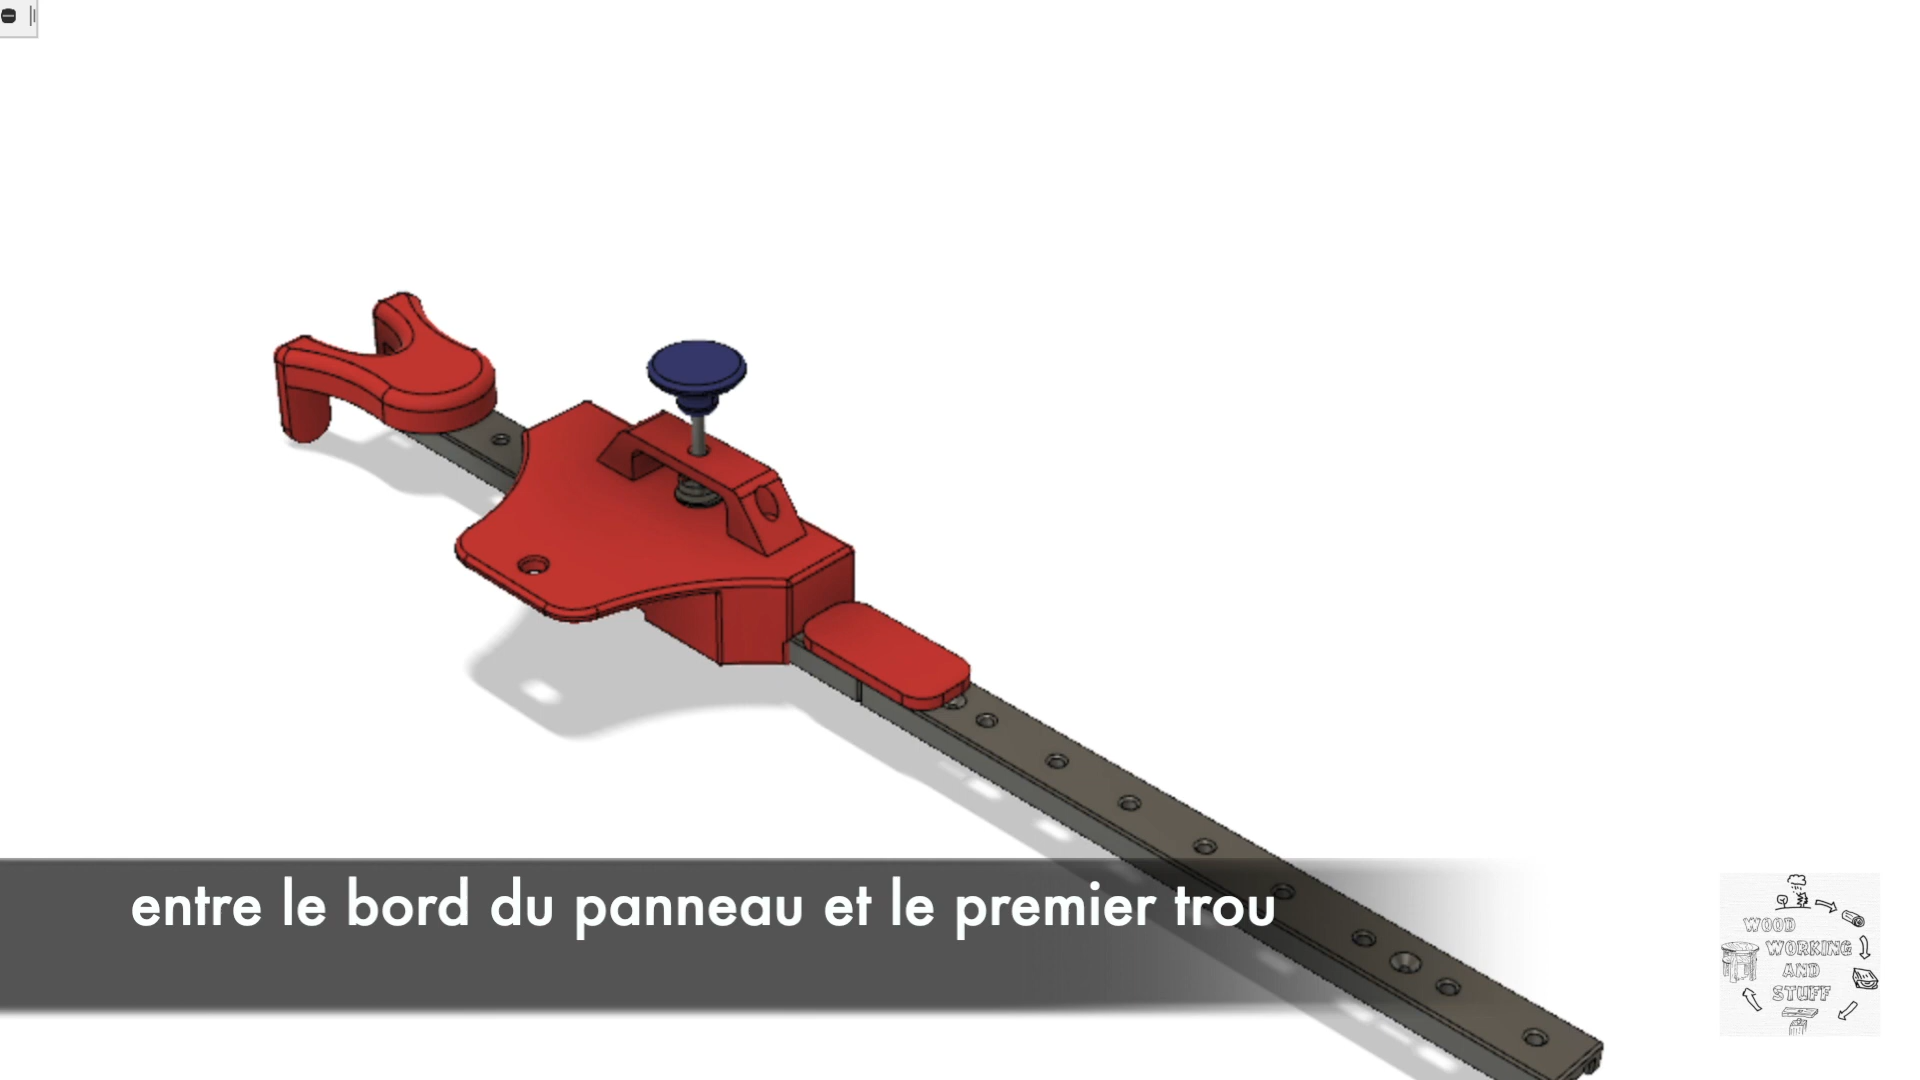 entre le bord du panneau et le premier trou
WOOD
WORKING
AND
STUFF